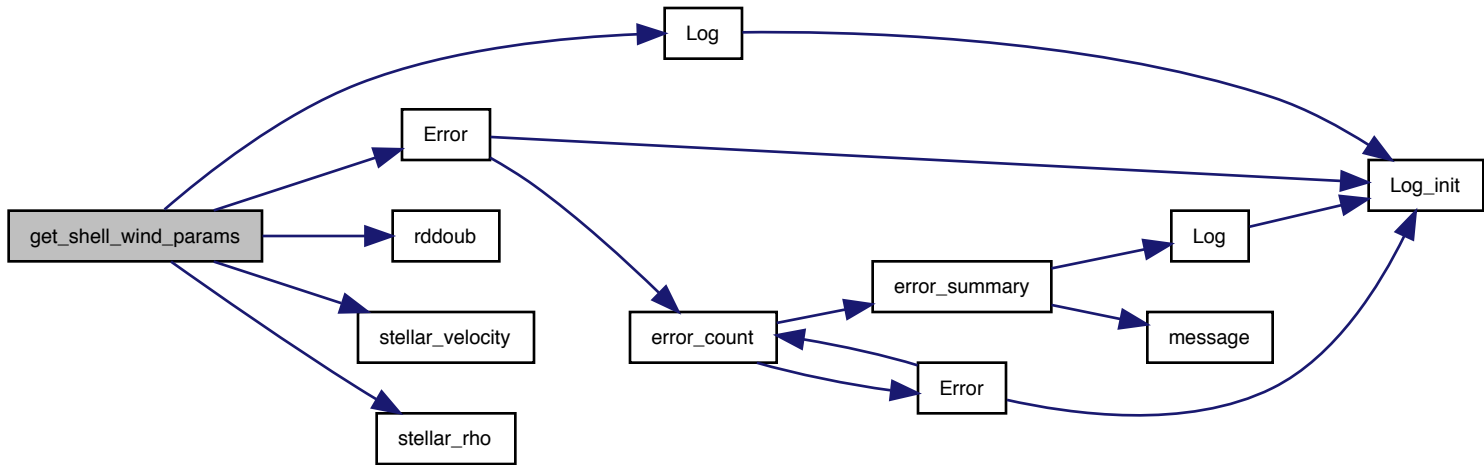 Log
Error
Log_init
get_shell_wind_params
rddoub
Log
error_summary
stellar_velocity
error_count
message
Error
stellar_rho